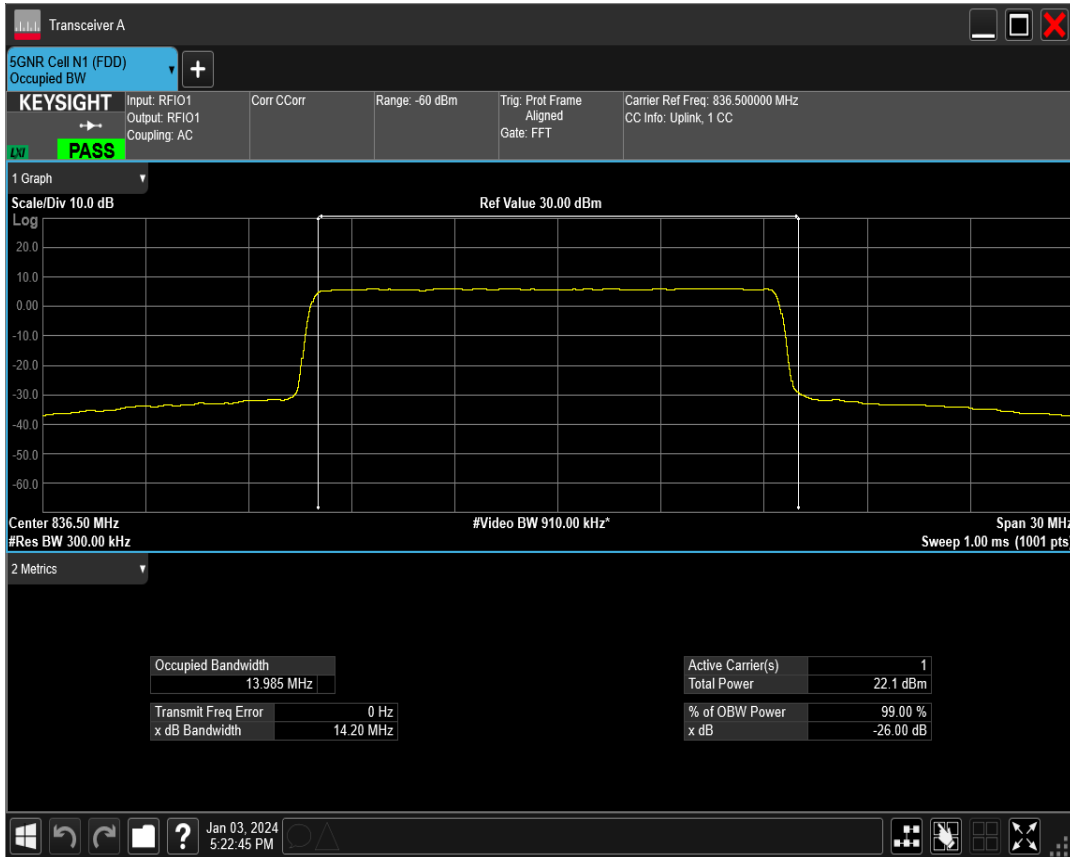 Transceiver A
5GNR Cell N1 (FDD)
Occupied BW
+
KEYSIGHT
Input: RFIO1
Output: RFIO1
Coupling: AC
Corr CCorr
Range: -60 dBm
Trig: Prot Frame
Aligned
Gate: FFT
Carrier Ref Freq: 836.500000 MHz
CC Info: Uplink, 1 CC
LXI
PASS
1 Graph
Scale/Div 10.0 dB
Ref Value 30.00 dBm
Log
20.0
10.0
0.00
-10.0
-20.0
-30.0
-40.0
-50.0
-60.0
Center 836.50 MHz
#Video BW 910.00 kHz*
Span 30 MHz
#Res BW 300.00 kHz
Sweep 1.00 ms (1001 pts)
2 Metrics
Occupied Bandwidth
13.985 MHz
Transmit Freq Error 0 Hz
x dB Bandwidth 14.20 MHz
Active Carrier(s) 1
Total Power 22.1 dBm
% of OBW Power 99.00 %
x dB -26.00 dB
?
Jan 03, 2024
5:22:45 PM